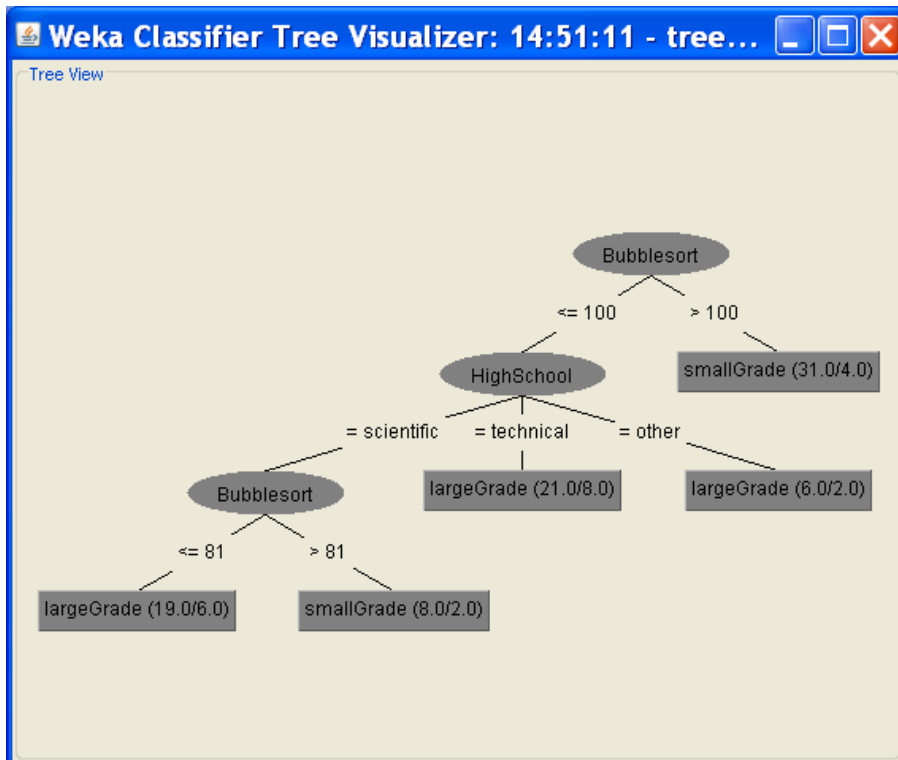 Weka Classifier Tree Visualizer: 14:51:11 - tree...
Tree View
Bubblesort
<= 100
> 100
HighSchool
smallGrade (31.0/4.0)
= scientific
= technical
= other
Bubblesort
largeGrade (21.0/8.0)
largeGrade (6.0/2.0)
<= 81
> 81
largeGrade (19.0/6.0)
smallGrade (8.0/2.0)